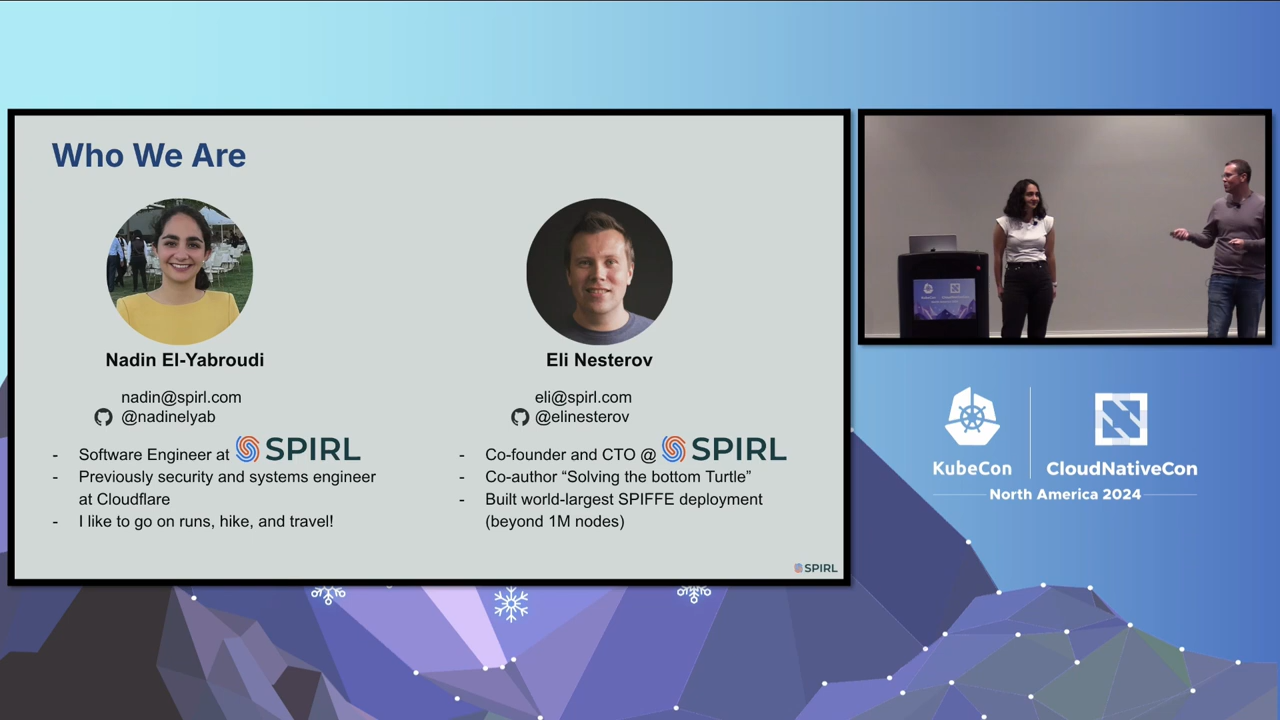 Who We Are
Nadin El-Yabroudi
nadin@spirl.com
@nadinelyab
- Software Engineer at SPIRL
- Previously security and systems engineer
at Cloudflare
- I like to go on runs, hike, and travel!
Eli Nesterov
eli@spirl.com
@elinesterov
- Co-founder and CTO @ SPIRL
- Co-author “Solving the bottom Turtle”
- Built world-largest SPIFFE deployment
(beyond 1M nodes)
SPIRL
KubeCon
CloudNativeCon
North America 2024